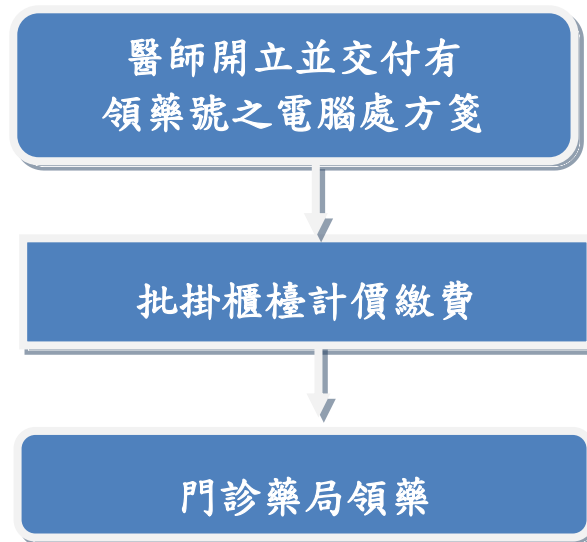 醫師開立並交付有
領藥號之電腦處方箋
批掛櫃檯計價繳費
門診藥局領藥